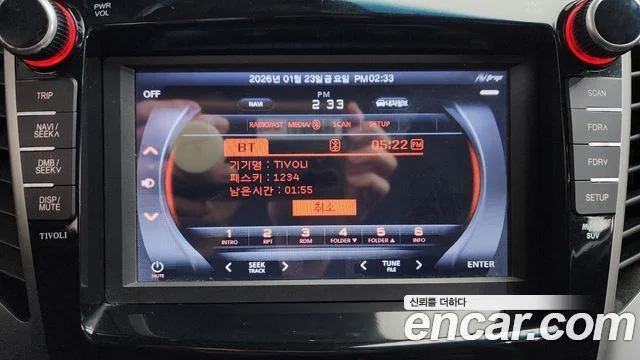 PWR
VOL
2026년 01월 23일금요일 PM02:33
OFF
PM
NAVI
2 33
RADIO/AST MEDIA/ SCAN SETUP
BT
05:22 PM
기기명 : TIVOLI
패스키 : 1234
남은시간 : 01:55
취소
1 2 3 4 5 6
INTRO RPT RDM FOLDER▼ FOLDER▲ INFO
MUTE
< SEEK >
TRACK
< TUNE >
FILE
ENTER
TRIP
NAVI/
SEEK∧
DMB/
SEEK∨
DISP/
MUTE
TIVOLI
SCAN
FDR∧
FDR∨
SETUP
SUV
신뢰를 더하다
encar.com